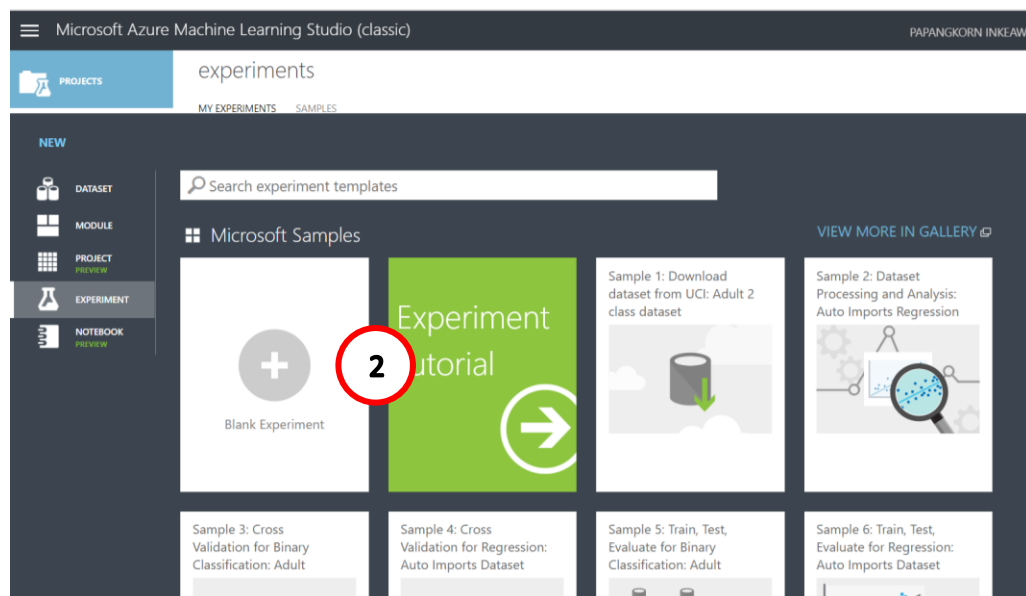 Microsoft Azure Machine Learning Studio (classic)
PAPANGKORN INKEAW
PROJECTS
experiments
MY EXPERIMENTS SAMPLES
NEW
DATASET
MODULE
PROJECT
PREVIEW
EXPERIMENT
NOTEBOOK
PREVIEW
Search experiment templates
Microsoft Samples
VIEW MORE IN GALLERY
Blank Experiment
2
Experiment
utorial
Sample 1: Download
dataset from UCI: Adult 2
class dataset
Sample 2: Dataset
Processing and Analysis:
Auto Imports Regression
Sample 3: Cross
Validation for Binary
Classification: Adult
Sample 4: Cross
Validation for Regression:
Auto Imports Dataset
Sample 5: Train, Test,
Evaluate for Binary
Classification: Adult
Sample 6: Train, Test,
Evaluate for Regression:
Auto Imports Dataset